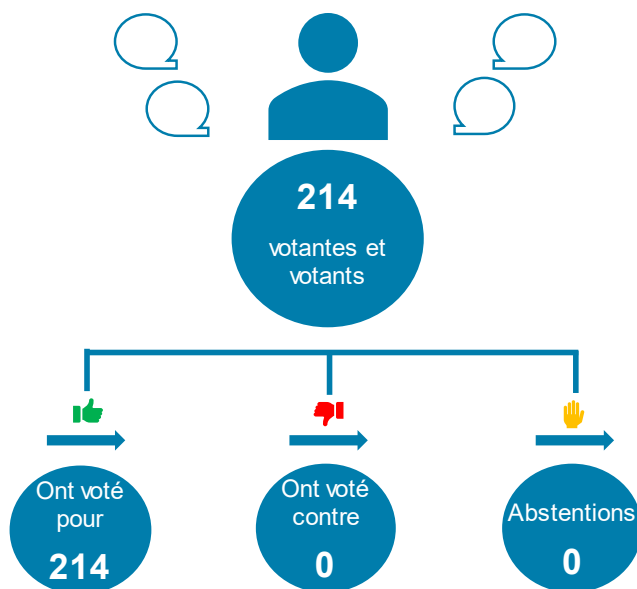 214
votantes et
votants
Ont voté
pour
214
Ont voté
contre
0
Abstentions
0